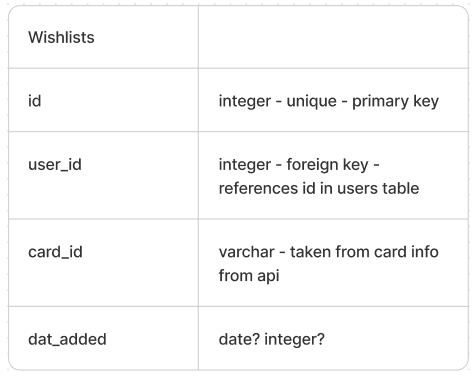 Wishlists
id
integer - unique - primary key
user_id
integer - foreign key -
references id in users table
card_id
varchar - taken from card info
from api
dat_added
date? integer?